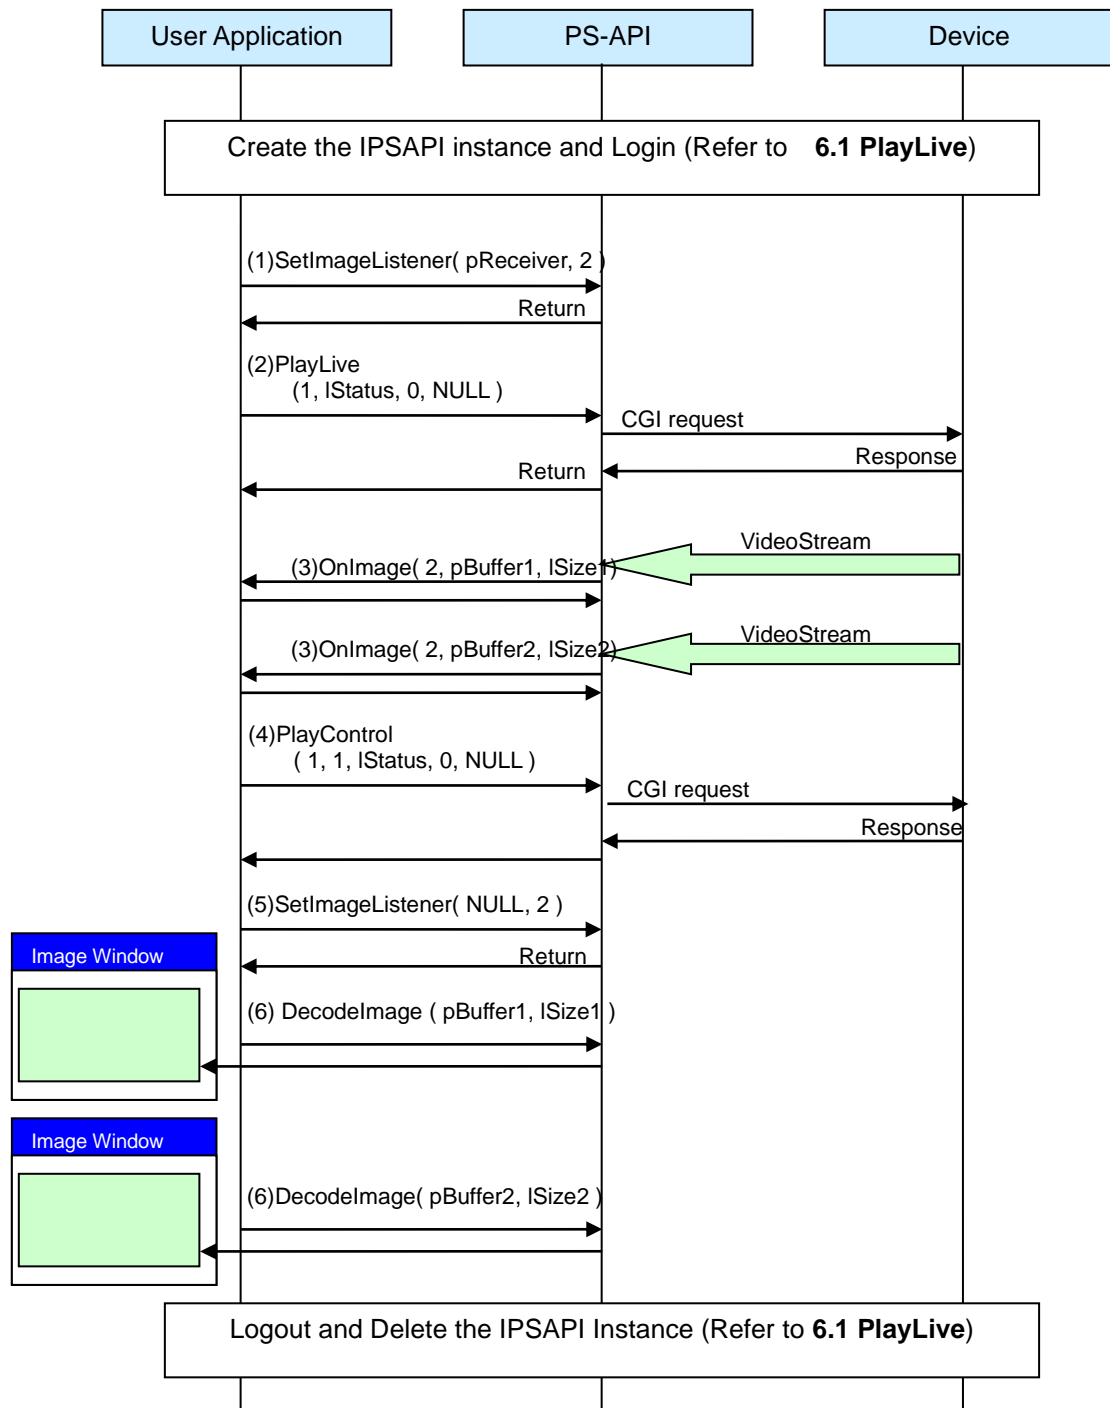 User Application
PS-API
Device
Create the IPSAPI instance and Login (Refer to 6.1 PlayLive)
(1)SetImageListener( pReceiver, 2 )
Return
(2)PlayLive
(1, lStatus, 0, NULL )
CGI request
Response
Return
VideoStream
(3)OnImage( 2, pBuffer1, lSize1)
VideoStream
(3)OnImage( 2, pBuffer2, lSize2)
(4)PlayControl
( 1, 1, lStatus, 0, NULL )
CGI request
Response
(5)SetImageListener( NULL, 2 )
Image Window
Return
(6) DecodeImage ( pBuffer1, lSize1 )
Image Window
(6)DecodeImage( pBuffer2, lSize2 )
Logout and Delete the IPSAPI Instance (Refer to 6.1 PlayLive)